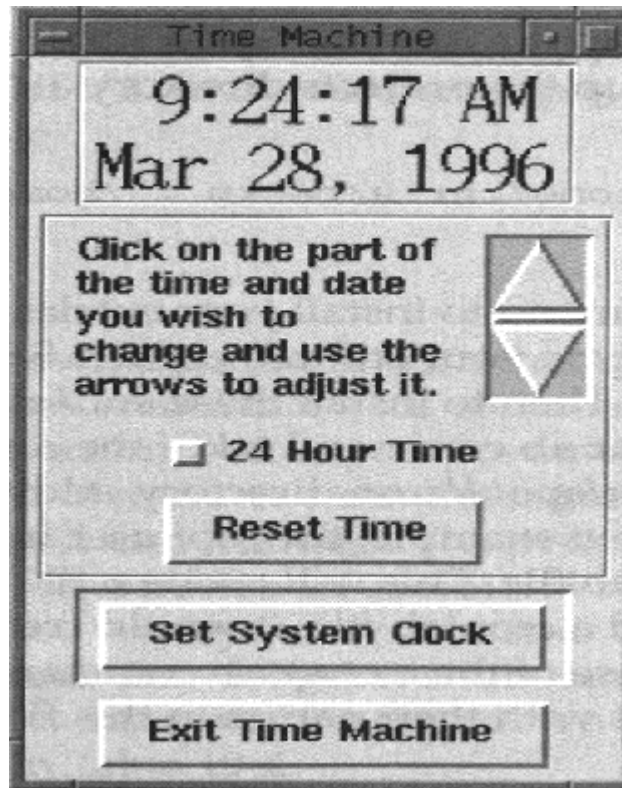 Time Machine
9:24:17 AM
Mar 28, 1996
Click on the part of
the time and date
you wish to
change and use the
arrows to adjust it.
24 Hour Time
Reset Time
Set System Clock
Exit Time Machine